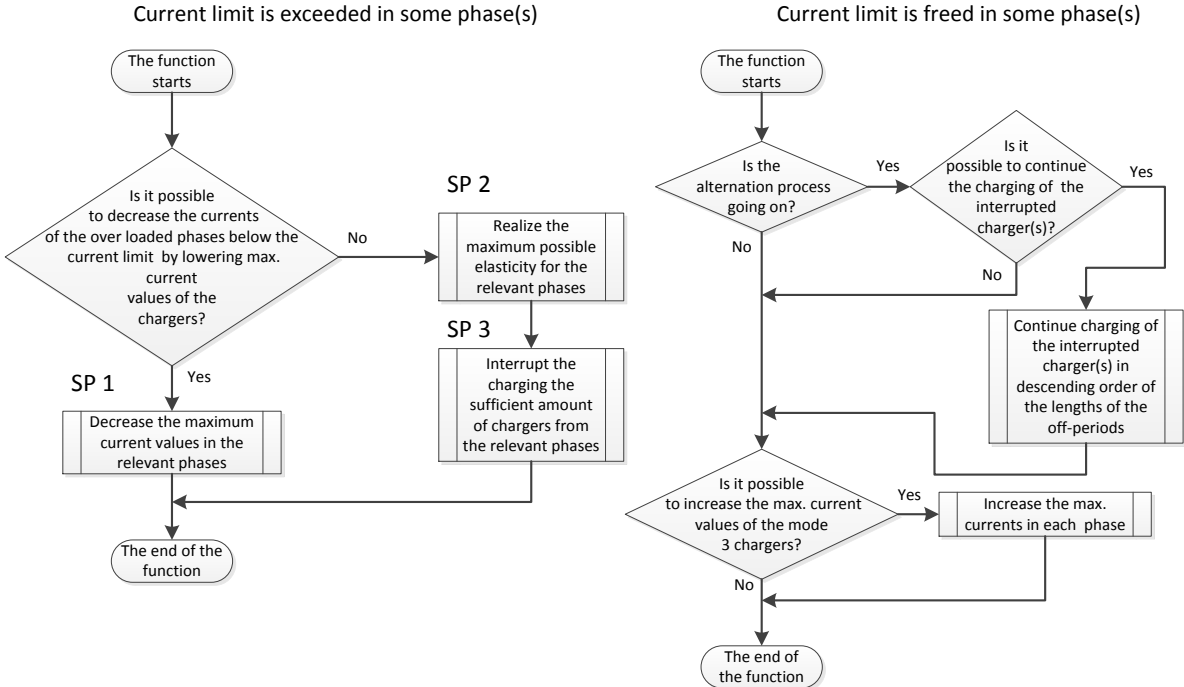 Current limit is exceeded in some phase(s)
The function
starts
Is it possible
to decrease the currents
of the over loaded phases below the
current limit by lowering max.
current
values of the
chargers?
No
SP 2
Realize the
maximum possible
elasticity for the
relevant phases
SP 3
Interrupt the
charging the
sufficient amount
of chargers from
the relevant phases
Yes
SP 1
Decrease the maximum
current values in the
relevant phases
The end of the
function
Current limit is freed in some phase(s)
The function
starts
Is the
alternation process
going on?
Yes
Is it
possible to continue
the charging of the
interrupted
charger(s)?
Yes
No
No
Continue charging of
the interrupted
charger(s) in
descending order of
the lengths of the
off-periods
Is it possible
to increase the max. current
values of the mode
3 chargers?
Yes
Increase the max.
currents in each phase
No
The end of
the function